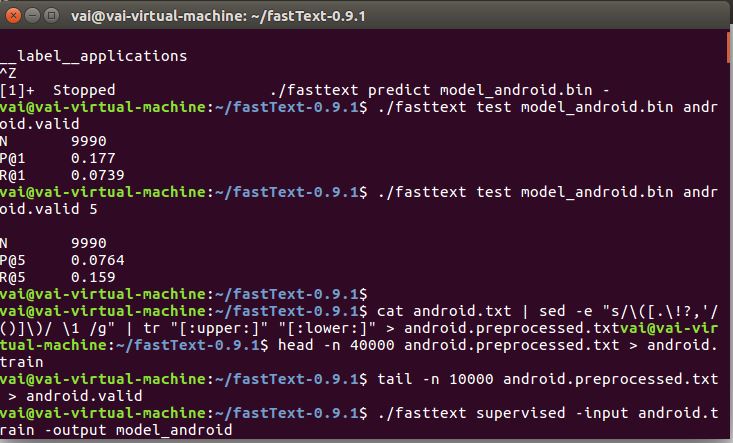 vai@vai-virtual-machine: ~/fastText-0.9.1
__label__applications
^Z
[1]+  Stopped                 ./fasttext predict model_android.bin -
vai@vai-virtual-machine:~/fastText-0.9.1$ ./fasttext test model_android.bin andr
oid.valid
N       9990
P@1     0.177
R@1     0.0739
vai@vai-virtual-machine:~/fastText-0.9.1$ ./fasttext test model_android.bin andr
oid.valid 5
N       9990
P@5     0.0764
R@5     0.159
vai@vai-virtual-machine:~/fastText-0.9.1$
vai@vai-virtual-machine:~/fastText-0.9.1$ cat android.txt | sed -e "s/\([.\!?,'/
()]\)/ \1 /g" | tr "[:upper:]" "[:lower:]" > android.preprocessed.txtvai@vai-vir
tual-machine:~/fastText-0.9.1$ head -n 40000 android.preprocessed.txt > android.
train
vai@vai-virtual-machine:~/fastText-0.9.1$ tail -n 10000 android.preprocessed.txt
 > android.valid
vai@vai-virtual-machine:~/fastText-0.9.1$ ./fasttext supervised -input android.t
rain -output model_android